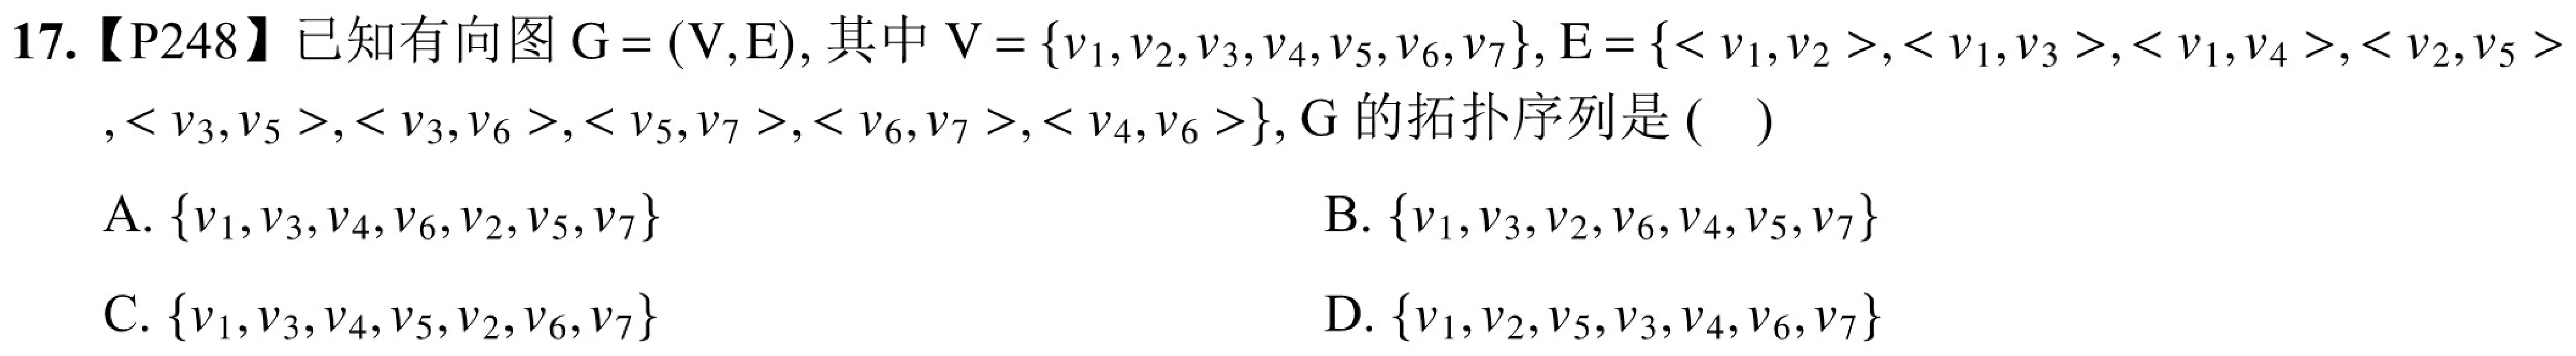 17.【P248】已知有向图 G = (V,E), 其中 V = {v₁,v₂,v₃,v₄,v₅,v₆,v₇}, E = {< v₁,v₂ >,< v₁,v₃ >,< v₁,v₄ >,< v₂,v₅ >
,< v₃,v₅ >,< v₃,v₆ >,< v₅,v₇ >,< v₆,v₇ >,< v₄,v₆ >}, G 的拓扑序列是 ( )
A. {v₁,v₃,v₄,v₆,v₂,v₅,v₇} B. {v₁,v₃,v₂,v₆,v₄,v₅,v₇}
C. {v₁,v₃,v₄,v₅,v₂,v₆,v₇} D. {v₁,v₂,v₅,v₃,v₄,v₆,v₇}